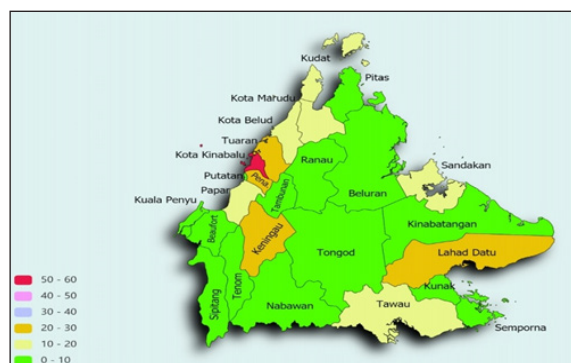 Kudat
Pitas
Kota Marudu
Kota Belud
Tuaran
Kota Kinabalu
Ranau
Sandakan
Putatan
Pena
Papar
Tambunan
Beluran
Kuala Penyu
Kinabatangan
Beaufort
Keningau
Lahad Datu
Tongod
Kunak
Sipitang
Tenom
Nabawan
Tawau
Semporna
50 - 60
40 - 50
30 - 40
20 - 30
10 - 20
0 - 10